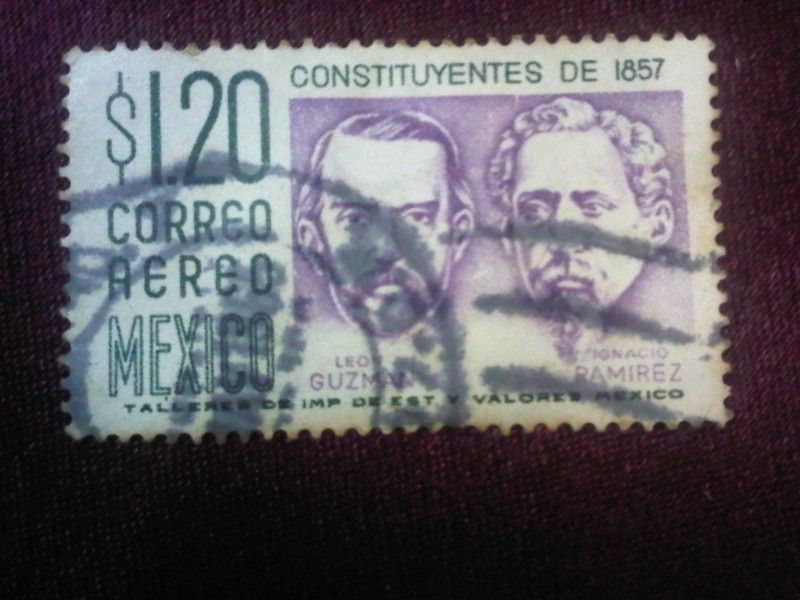 $1.20
CONSTITUYENTES DE 1857
CORREO
AEREO
MEXICO
LEON
GUZMAN
IGNACIO
RAMIREZ
TALLERES DE IMP DE EST Y VALORES MEXICO